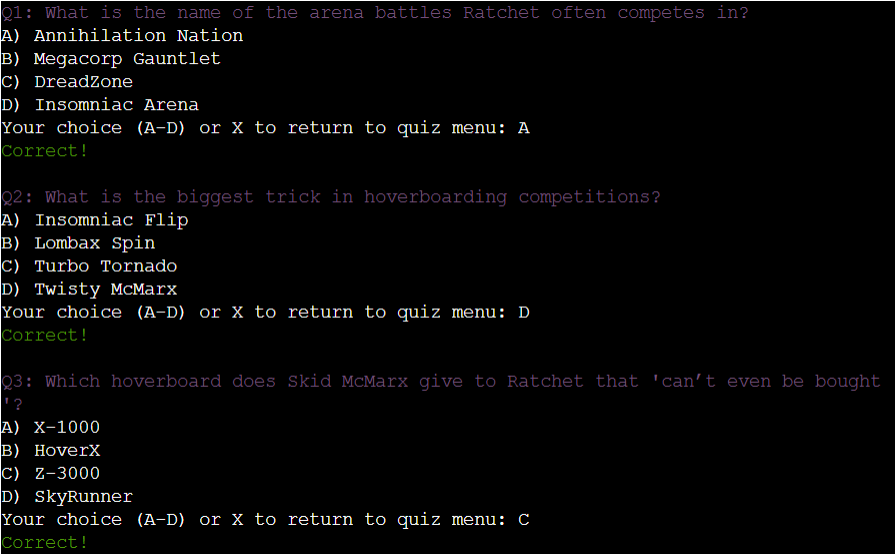 Q1: What is the name of the arena battles Ratchet often competes in?
A) Annihilation Nation
B) Megacorp Gauntlet
C) DreadZone
D) Insomniac Arena
Your choice (A-D) or X to return to quiz menu: A
Correct!
Q2: What is the biggest trick in hoverboarding competitions?
A) Insomniac Flip
B) Lombax Spin
C) Turbo Tornado
D) Twisty McMarx
Your choice (A-D) or X to return to quiz menu: D
Correct!
Q3: Which hoverboard does Skid McMarx give to Ratchet that 'can’t even be bought
'?
A) X-1000
B) HoverX
C) Z-3000
D) SkyRunner
Your choice (A-D) or X to return to quiz menu: C
Correct!